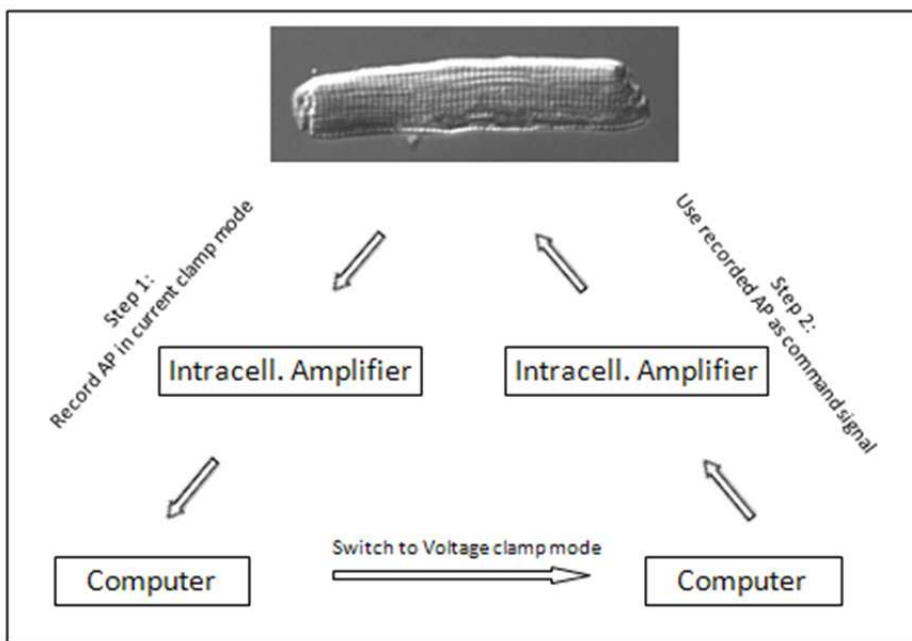 Step 1:
Record AP in current clamp mode
Step 2:
Use recorded AP as command signal
Intracell. Amplifier
Intracell. Amplifier
Switch to Voltage clamp mode
Computer
Computer